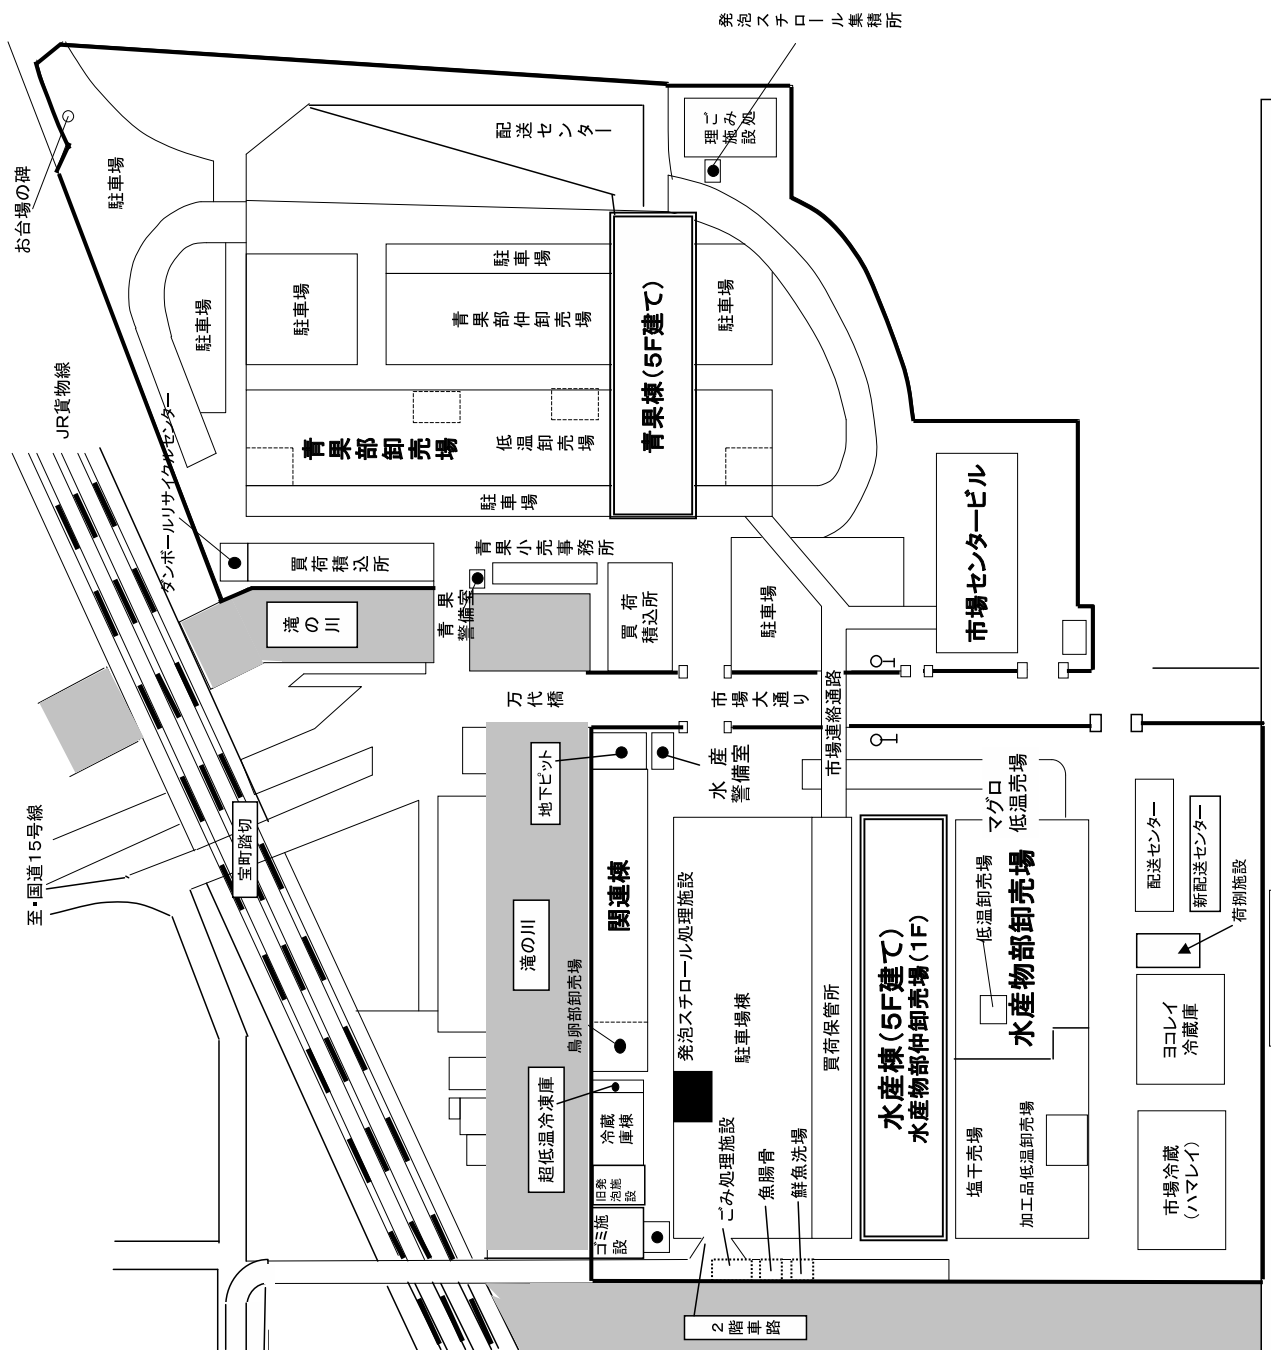 発泡スチロール集積所
お台場の碑
駐車場
配送センター
ごみ処
理施設
JR貨物線
駐車場
駐車場
駐車場
青果部仲卸売場
青果棟(5F建て)
駐車場
ダンボールリサイクルセンター
青果部卸売場
低温卸売場
駐車場
市場センタービル
買荷積込所
青果小売事務所
滝の川
青果
警備室
買荷
積込所
駐車場
万代橋
市場大通り
市場連絡通路
至・国道15号線
宝町踏切
地下ピット
水産
警備室
マグロ
低温売場
関連棟
滝の川
鳥卵部卸売場
発泡スチロール処理施設
駐車場棟
買荷保管所
水産棟(5F建て)
水産物部仲卸売場(1F)
低温卸売場
水産物部卸売場
配送センター
新配送センター
荷捌施設
ヨコレイ
冷蔵庫
超低温冷凍庫
冷蔵
庫棟
旧発
泡施
設
ゴミ施
設
ごみ処理施設
魚腸骨
鮮魚洗場
塩干売場
加工品低温卸売場
市場冷蔵
(ハマレイ)
2階車路